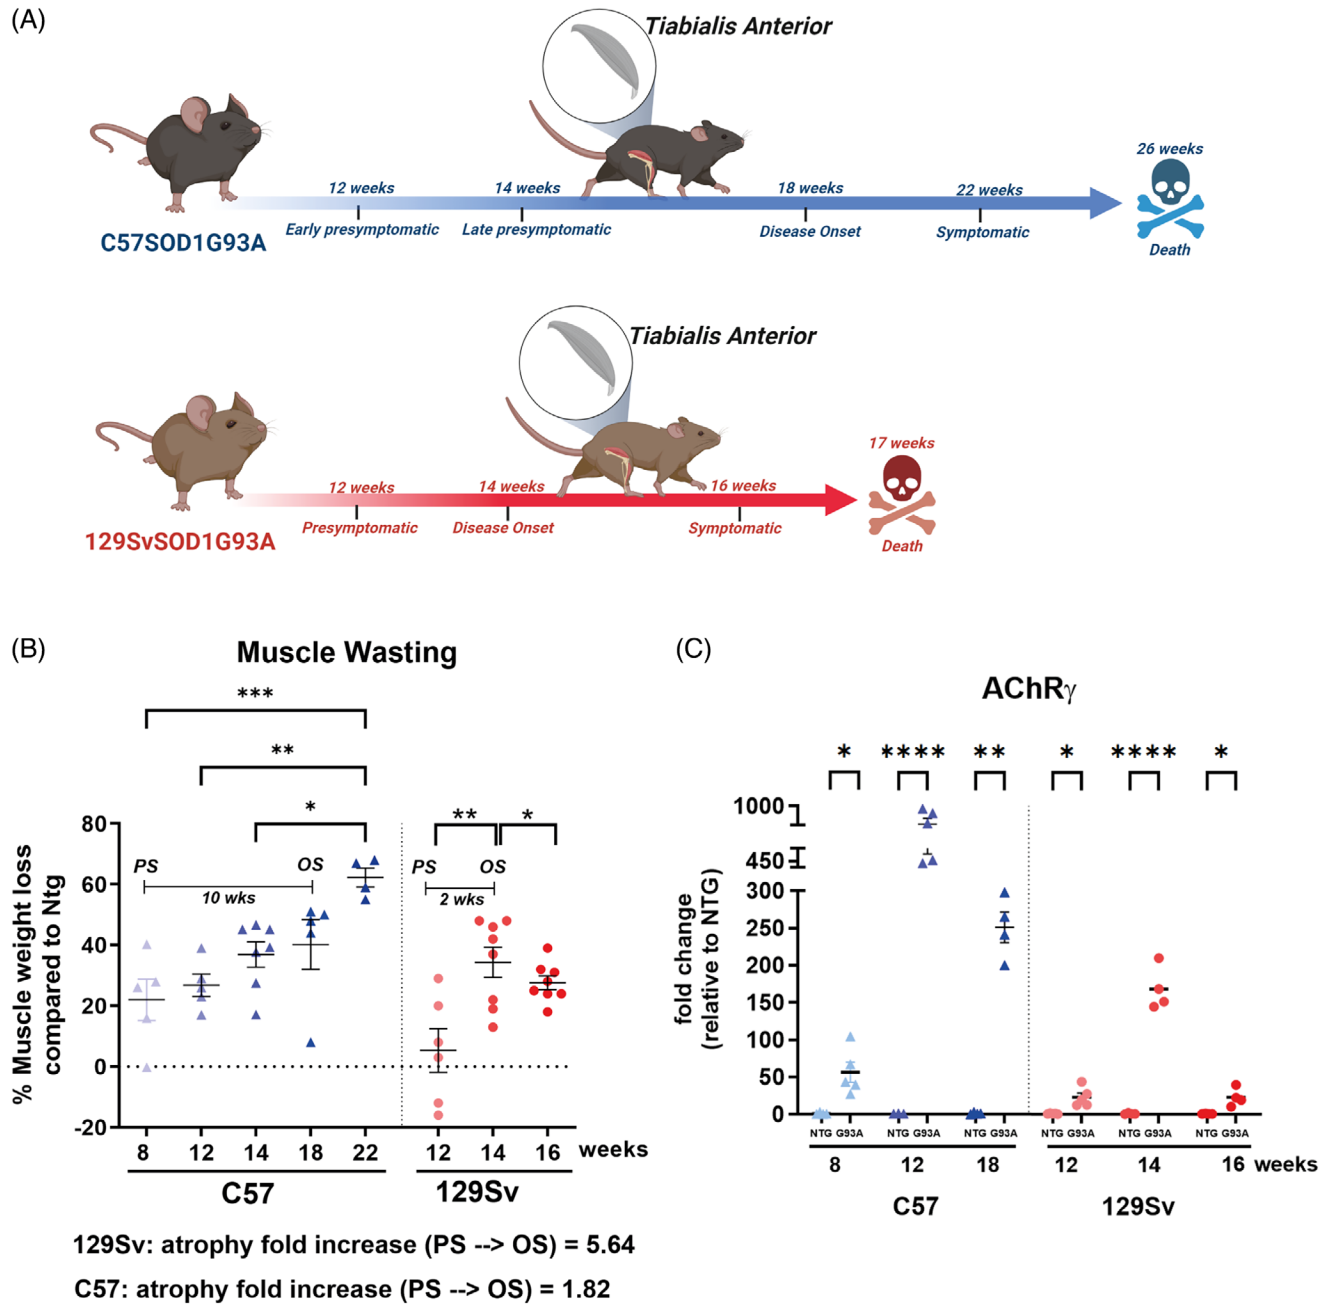 (A)
Tiabialis Anterior
26 weeks
12 weeks
14 weeks
18 weeks
22 weeks
Early presymptomatic
Late presymptomatic
Disease Onset
Symptomatic
C57SOD1G93A
Death
Tiabialis Anterior
17 weeks
12 weeks
14 weeks
16 weeks
Presymptomatic
Disease Onset
Symptomatic
129SvSOD1G93A
Death
(B)
Muscle Wasting
***
**
*
**
*
PS
OS
10 wks
PS
OS
2 wks
% Muscle weight loss
compared to Ntg
80
60
40
20
0
-20
8
12
14
18
22
12
14
16
weeks
C57
129Sv
129Sv: atrophy fold increase (PS --> OS) = 5.64
C57: atrophy fold increase (PS --> OS) = 1.82
(C)
AChRγ
*
****
**
*
****
*
fold change
(relative to NTG)
1000
450
300
250
200
150
100
50
0
NTG G93A
NTG G93A
NTG G93A
NTG G93A
NTG G93A
NTG G93A
8
12
18
12
14
16
weeks
C57
129Sv